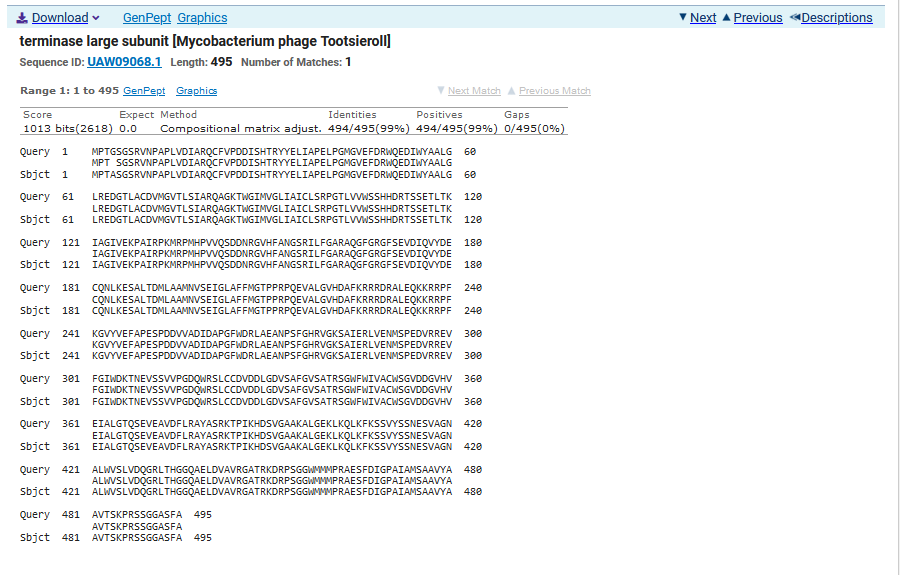 Download GenPept Graphics Next Previous Descriptions
terminase large subunit [Mycobacterium phage Tootsieroll]
Sequence ID: UAW09068.1 Length: 495 Number of Matches: 1
Range 1: 1 to 495 GenPept Graphics Next Match Previous Match
Score Expect Method Identities Positives Gaps
1013 bits(2618) 0.0 Compositional matrix adjust. 494/495(99%) 494/495(99%) 0/495(0%)
Query 1 MPTGSGSRVNPAPLVDIARQCFVPDDISHTRYYELIAPELPGMGVEFDRWQEDIWYAALG 60
MPT SGSRVNPAPLVDIARQCFVPDDISHTRYYELIAPELPGMGVEFDRWQEDIWYAALG
Sbjct 1 MPTASGSRVNPAPLVDIARQCFVPDDISHTRYYELIAPELPGMGVEFDRWQEDIWYAALG 60
Query 61 LREDGTLACDVMGVTLSIARQAGKTWGIMVGLIAICLSRPGTLVVWSSHHDRTSSETLTK 120
LREDGTLACDVMGVTLSIARQAGKTWGIMVGLIAICLSRPGTLVVWSSHHDRTSSETLTK
Sbjct 61 LREDGTLACDVMGVTLSIARQAGKTWGIMVGLIAICLSRPGTLVVWSSHHDRTSSETLTK 120
Query 121 IAGIVEKPAIRPKMRPMHPVVQSDDNRGVHFANGSRILFGARAQGFGRGFSEVDIQVYDE 180
IAGIVEKPAIRPKMRPMHPVVQSDDNRGVHFANGSRILFGARAQGFGRGFSEVDIQVYDE
Sbjct 121 IAGIVEKPAIRPKMRPMHPVVQSDDNRGVHFANGSRILFGARAQGFGRGFSEVDIQVYDE 180
Query 181 CQNLKESALTDMLAAMNVSEIGLAFFMGTPPRPQEVALGVHDAFKRRRDRALEQKKRRPF 240
CQNLKESALTDMLAAMNVSEIGLAFFMGTPPRPQEVALGVHDAFKRRRDRALEQKKRRPF
Sbjct 181 CQNLKESALTDMLAAMNVSEIGLAFFMGTPPRPQEVALGVHDAFKRRRDRALEQKKRRPF 240
Query 241 KGVYVEFAPESPDDVVADIDAPGFWDRLAEANPSFGHRVGKSAIERLVENMSPEDVRREV 300
KGVYVEFAPESPDDVVADIDAPGFWDRLAEANPSFGHRVGKSAIERLVENMSPEDVRREV
Sbjct 241 KGVYVEFAPESPDDVVADIDAPGFWDRLAEANPSFGHRVGKSAIERLVENMSPEDVRREV 300
Query 301 FGIWDKTNEVSSVVPGDQWRSLCCDVDDLGDVSAFGVSATRSGWFWIVACWSGVDDGVHV 360
FGIWDKTNEVSSVVPGDQWRSLCCDVDDLGDVSAFGVSATRSGWFWIVACWSGVDDGVHV
Sbjct 301 FGIWDKTNEVSSVVPGDQWRSLCCDVDDLGDVSAFGVSATRSGWFWIVACWSGVDDGVHV 360
Query 361 EIALGTQSEVEAVDFLRAYASRKTPIKHDSVGAAKALGEKLKQLKFKSSVYSSNESVAGN 420
EIALGTQSEVEAVDFLRAYASRKTPIKHDSVGAAKALGEKLKQLKFKSSVYSSNESVAGN
Sbjct 361 EIALGTQSEVEAVDFLRAYASRKTPIKHDSVGAAKALGEKLKQLKFKSSVYSSNESVAGN 420
Query 421 ALWVSLVDQGRLTHGGQAELDVAVRGATRKDRPSGGWMMMPRAESFDIGPAIAMSAAVYA 480
ALWVSLVDQGRLTHGGQAELDVAVRGATRKDRPSGGWMMMPRAESFDIGPAIAMSAAVYA
Sbjct 421 ALWVSLVDQGRLTHGGQAELDVAVRGATRKDRPSGGWMMMPRAESFDIGPAIAMSAAVYA 480
Query 481 AVTSKPRSSGGASFA 495
AVTSKPRSSGGASFA
Sbjct 481 AVTSKPRSSGGASFA 495